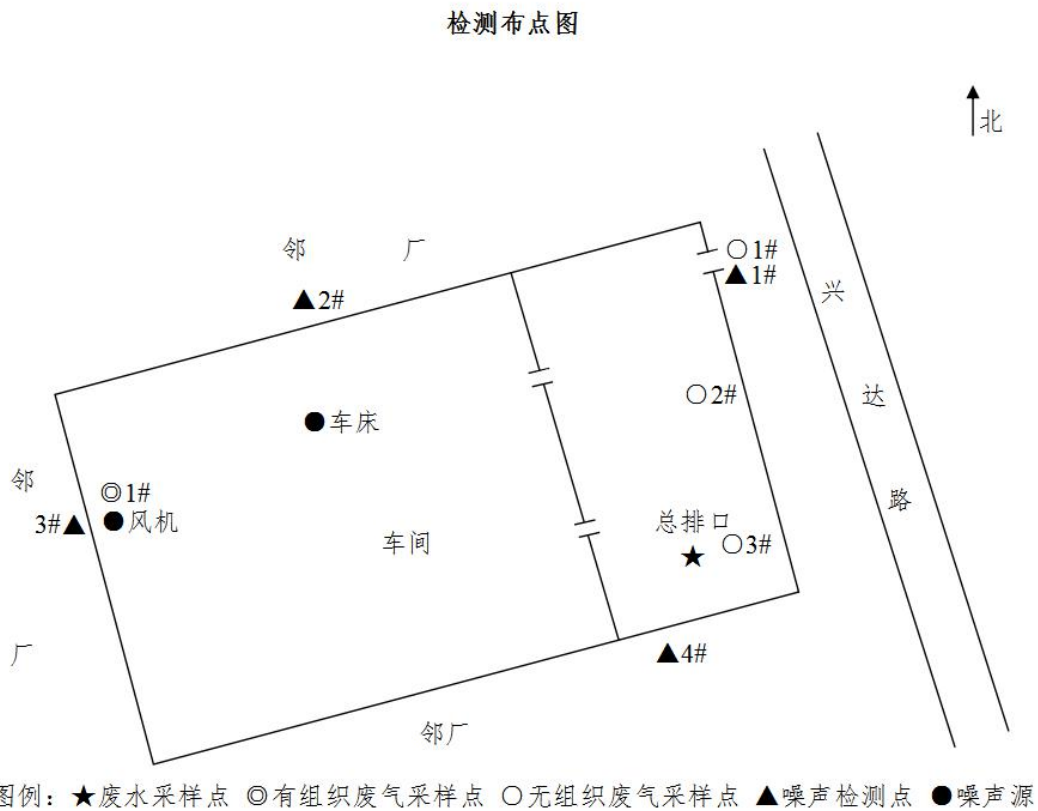 检测布点图
北
邻 厂
○1#
▲1#
▲2#
兴达路
○2#
●车床
邻厂
◎1#
3#▲
●风机
车间
总排口
★
○3#
▲4#
邻厂
图例：★废水采样点 ◎有组织废气采样点 ○无组织废气采样点 ▲噪声检测点 ●噪声源